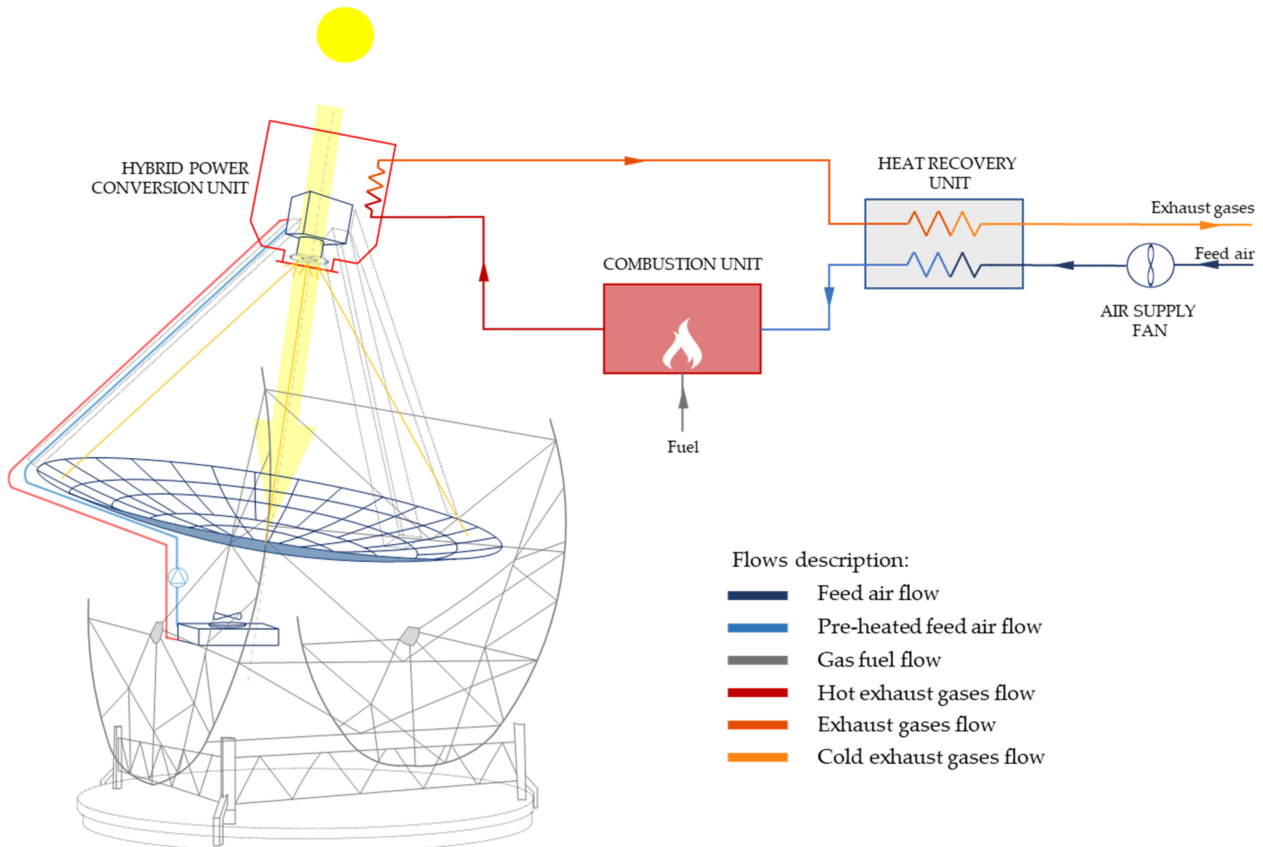 HYBRID POWER
CONVERSION UNIT
HEAT RECOVERY
UNIT
Exhaust gases
Feed air
COMBUSTION UNIT
AIR SUPPLY
FAN
Fuel
Flows description:
Feed air flow
Pre-heated feed air flow
Gas fuel flow
Hot exhaust gases flow
Exhaust gases flow
Cold exhaust gases flow